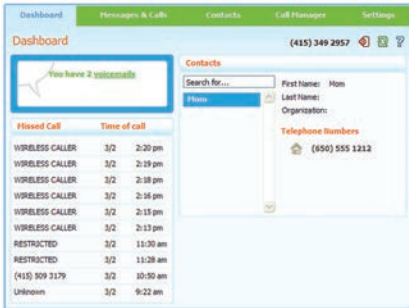 Dashboard Messages & Calls Contacts Call Manager Settings
Dashboard
(415) 349 2957
You have 2 voicemails
Missed Call Time of call
WIRELESS CALLER 3/2 2:20 pm
WIRELESS CALLER 3/2 2:19 pm
WIRELESS CALLER 3/2 2:18 pm
WIRELESS CALLER 3/2 2:16 pm
WIRELESS CALLER 3/2 2:15 pm
WIRELESS CALLER 3/2 2:13 pm
RESTRICTED 3/2 11:30 am
RESTRICTED 3/2 11:28 am
(415) 509 3179 3/2 10:50 am
Unknown 3/2 9:22 am
Contacts
Search for...
Mom
First Name: Mom
Last Name:
Organization:
Telephone Numbers
(650) 555 1212